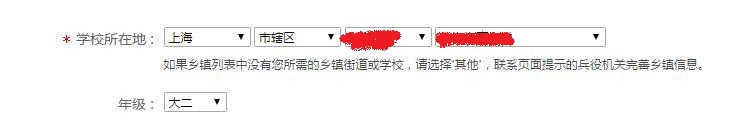 * 学校所在地： 上海 市辖区
如果乡镇列表中没有您所需的乡镇街道或学校，请选择'其他'，联系页面提示的兵役机关完善乡镇信息。
年级： 大二